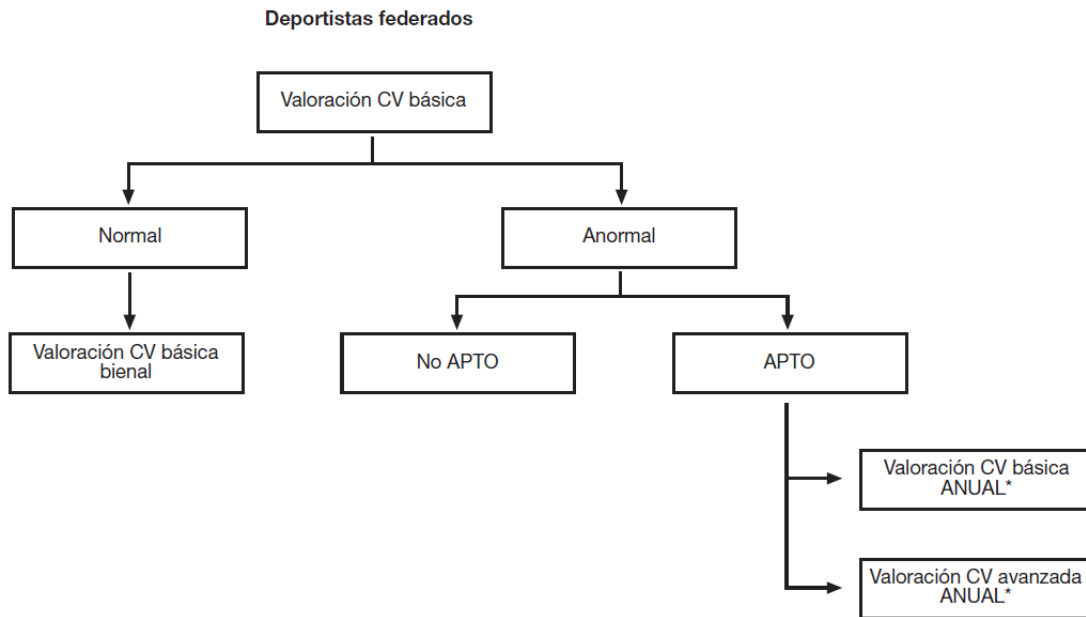 Deportistas federados
Valoración CV básica
Normal
Anormal
Valoración CV básica
bienal
No APTO
APTO
Valoración CV básica
ANUAL*
Valoración CV avanzada
ANUAL*